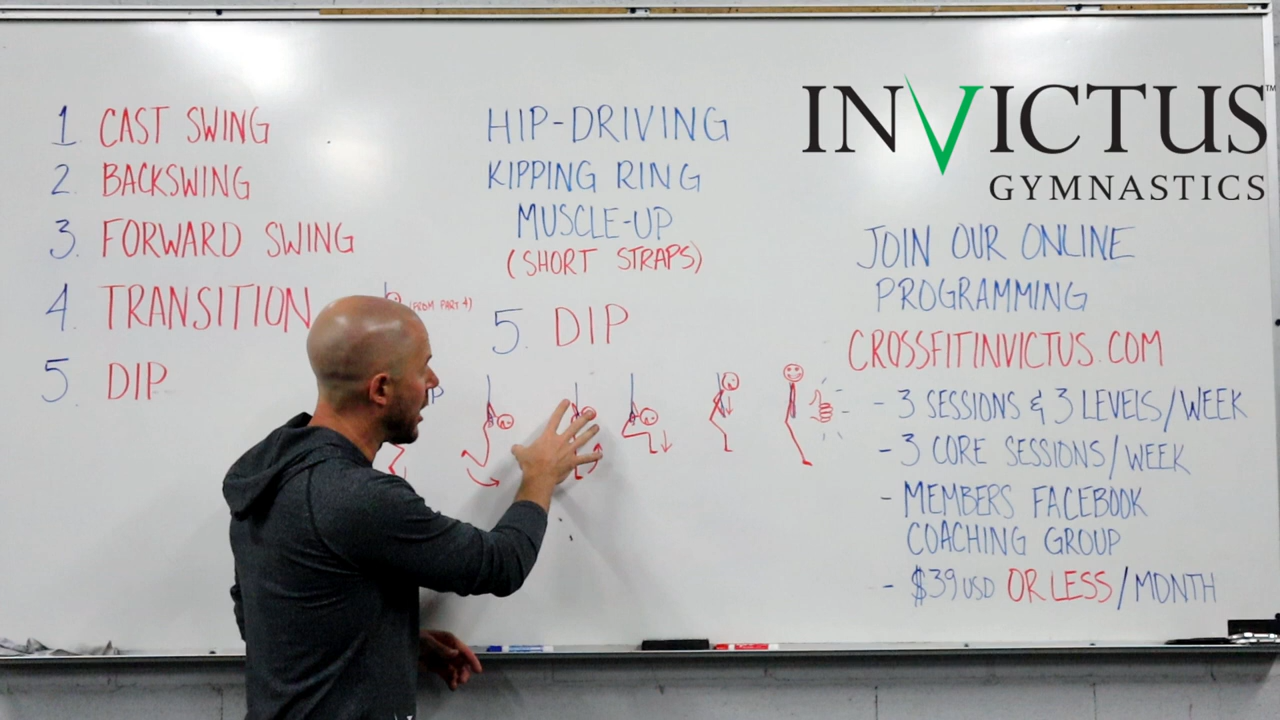 1 CAST SWING
2. BACKSWING
3. FORWARD SWING
4. TRANSITION
5 DIP
HIP-DRIVING
KIPPING RING
MUSCLE-UP
(SHORT STRAPS)
(FROM PART 4)
5. DIP
INVICTUS™
GYMNASTICS
JOIN OUR ONLINE
PROGRAMMING
CROSSFITINVICTUS.COM
- 3 SESSIONS & 3 LEVELS/WEEK
- 3 CORE SESSIONS/WEEK
- MEMBERS FACEBOOK
COACHING GROUP
- $39 USD OR LESS/MONTH